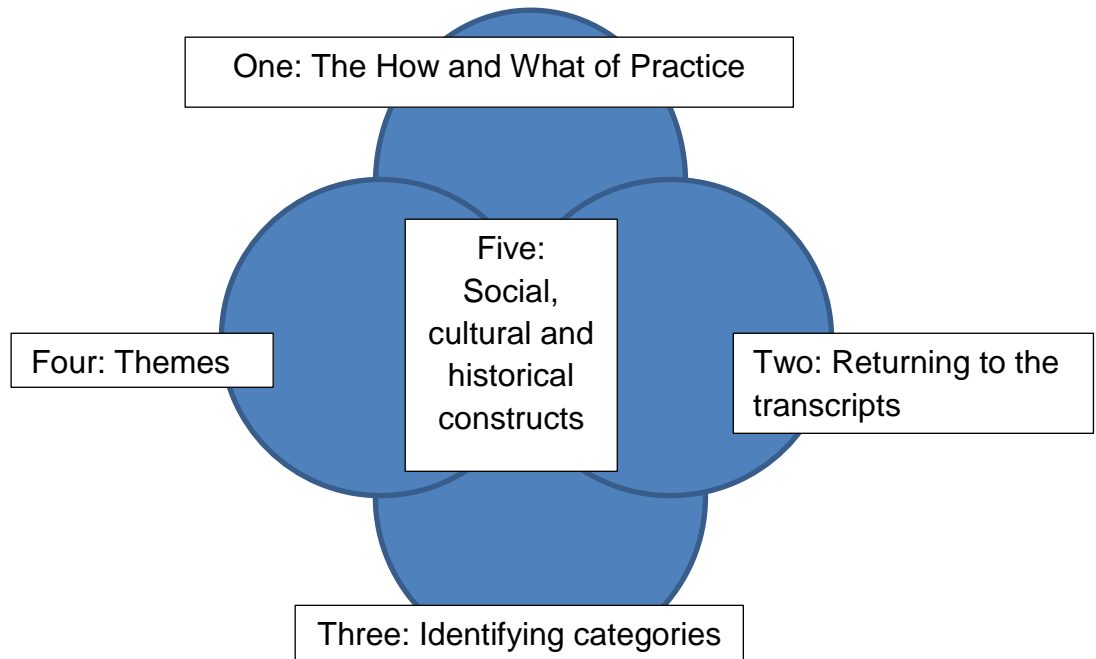 One: The How and What of Practice
Five:
Social,
cultural and
historical
constructs
Four: Themes
Two: Returning to the
transcripts
Three: Identifying categories